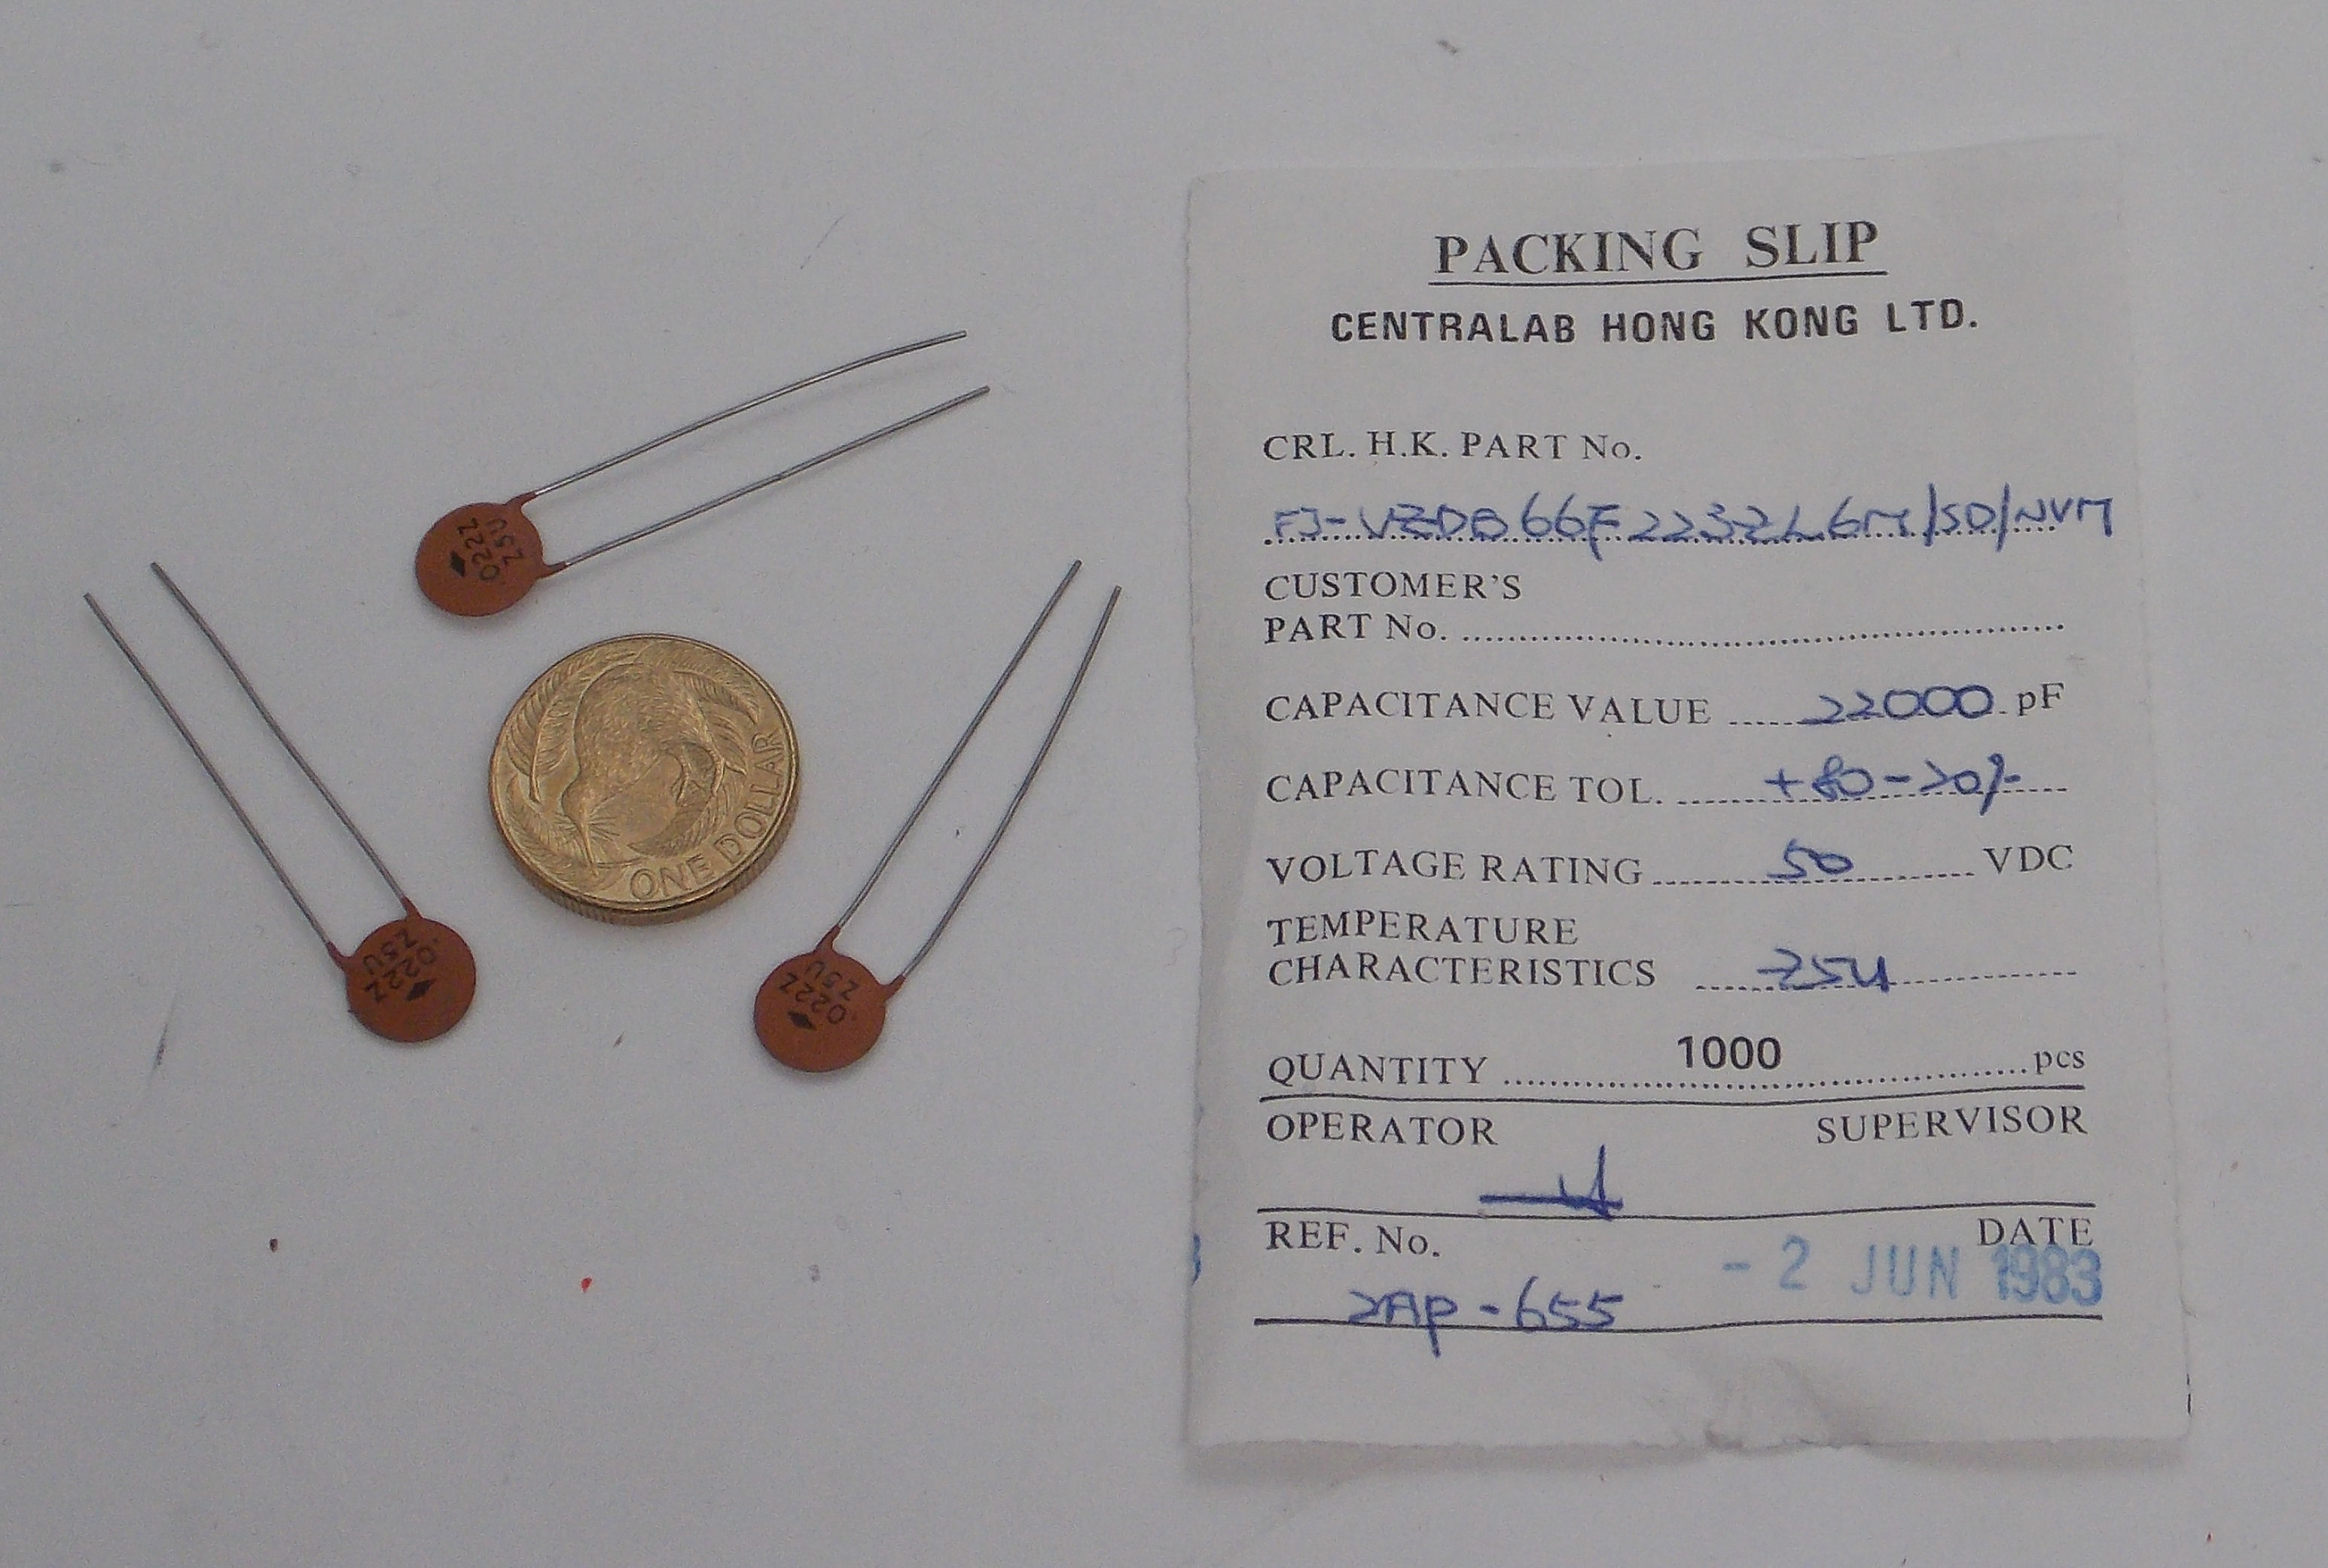 .022Z
Z5U
.022Z
Z5U
.022Z
Z5U
ONE DOLLAR
PACKING SLIP
CENTRALAB HONG KONG LTD.
CRL. H.K. PART No.
CUSTOMER'S
PART No.
CAPACITANCE VALUE 22000 pF
CAPACITANCE TOL. +80-20%
VOLTAGE RATING 50 VDC
TEMPERATURE
CHARACTERISTICS Z5U
QUANTITY 1000 pcs
OPERATOR SUPERVISOR
REF. No. DATE
-2 JUN 1983
2AP-655